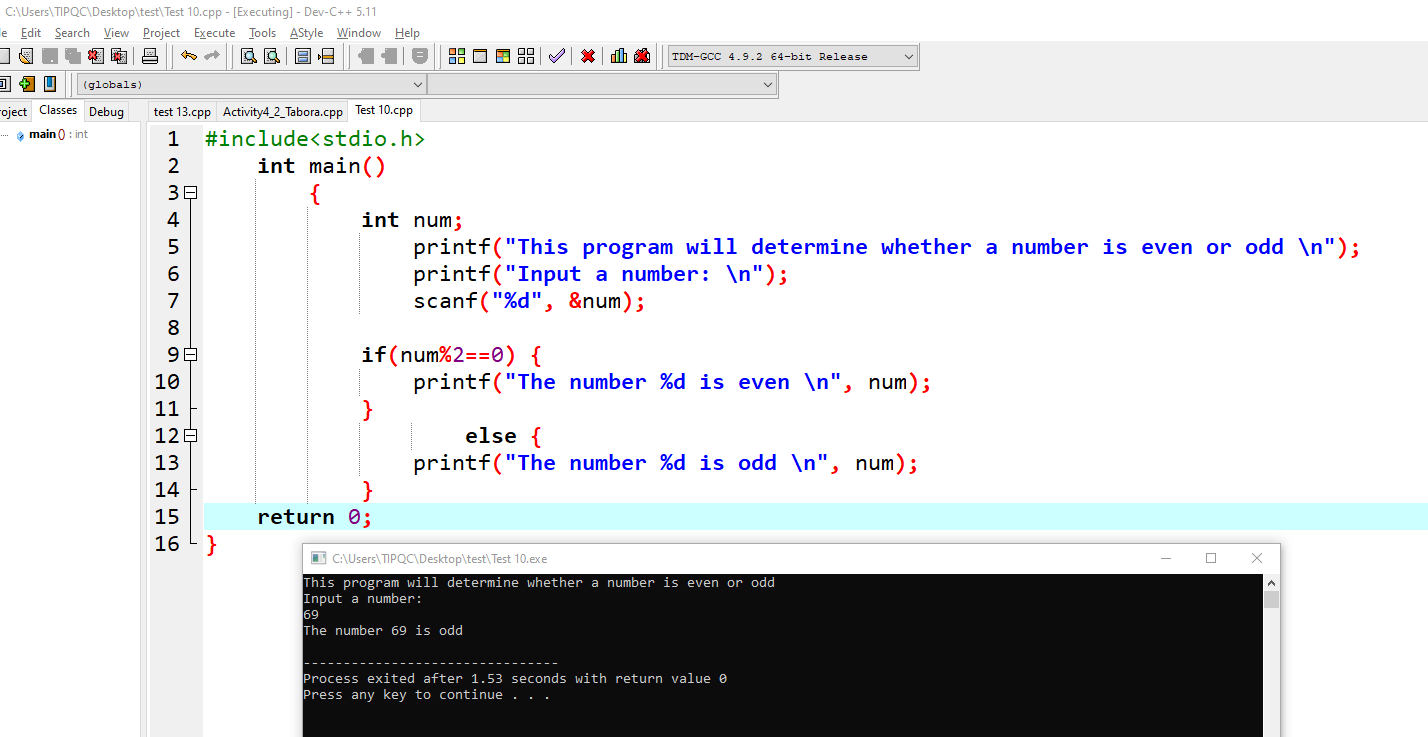 C:\Users\TIPQC\Desktop\test\Test 10.cpp - [Executing] - Dev-C++ 5.11
Edit Search View Project Execute Tools AStyle Window Help
TDM-GCC 4.9.2 64-bit Release
(globals)
Classes Debug test 13.cpp Activity4_2_Tabora.cpp Test 10.cpp
main () : int
1 #include<stdio.h>
2     int main()
3         {
4             int num;
5                 printf("This program will determine whether a number is even or odd \n");
6                 printf("Input a number: \n");
7                 scanf("%d", &num);
8
9             if(num%2==0) {
10                 printf("The number %d is even \n", num);
11             }
12                     else {
13                 printf("The number %d is odd \n", num);
14             }
15     return 0;
16 }
C:\Users\TIPQC\Desktop\test\Test 10.exe
This program will determine whether a number is even or odd
Input a number:
69
The number 69 is odd
--------------------------------
Process exited after 1.53 seconds with return value 0
Press any key to continue . . .